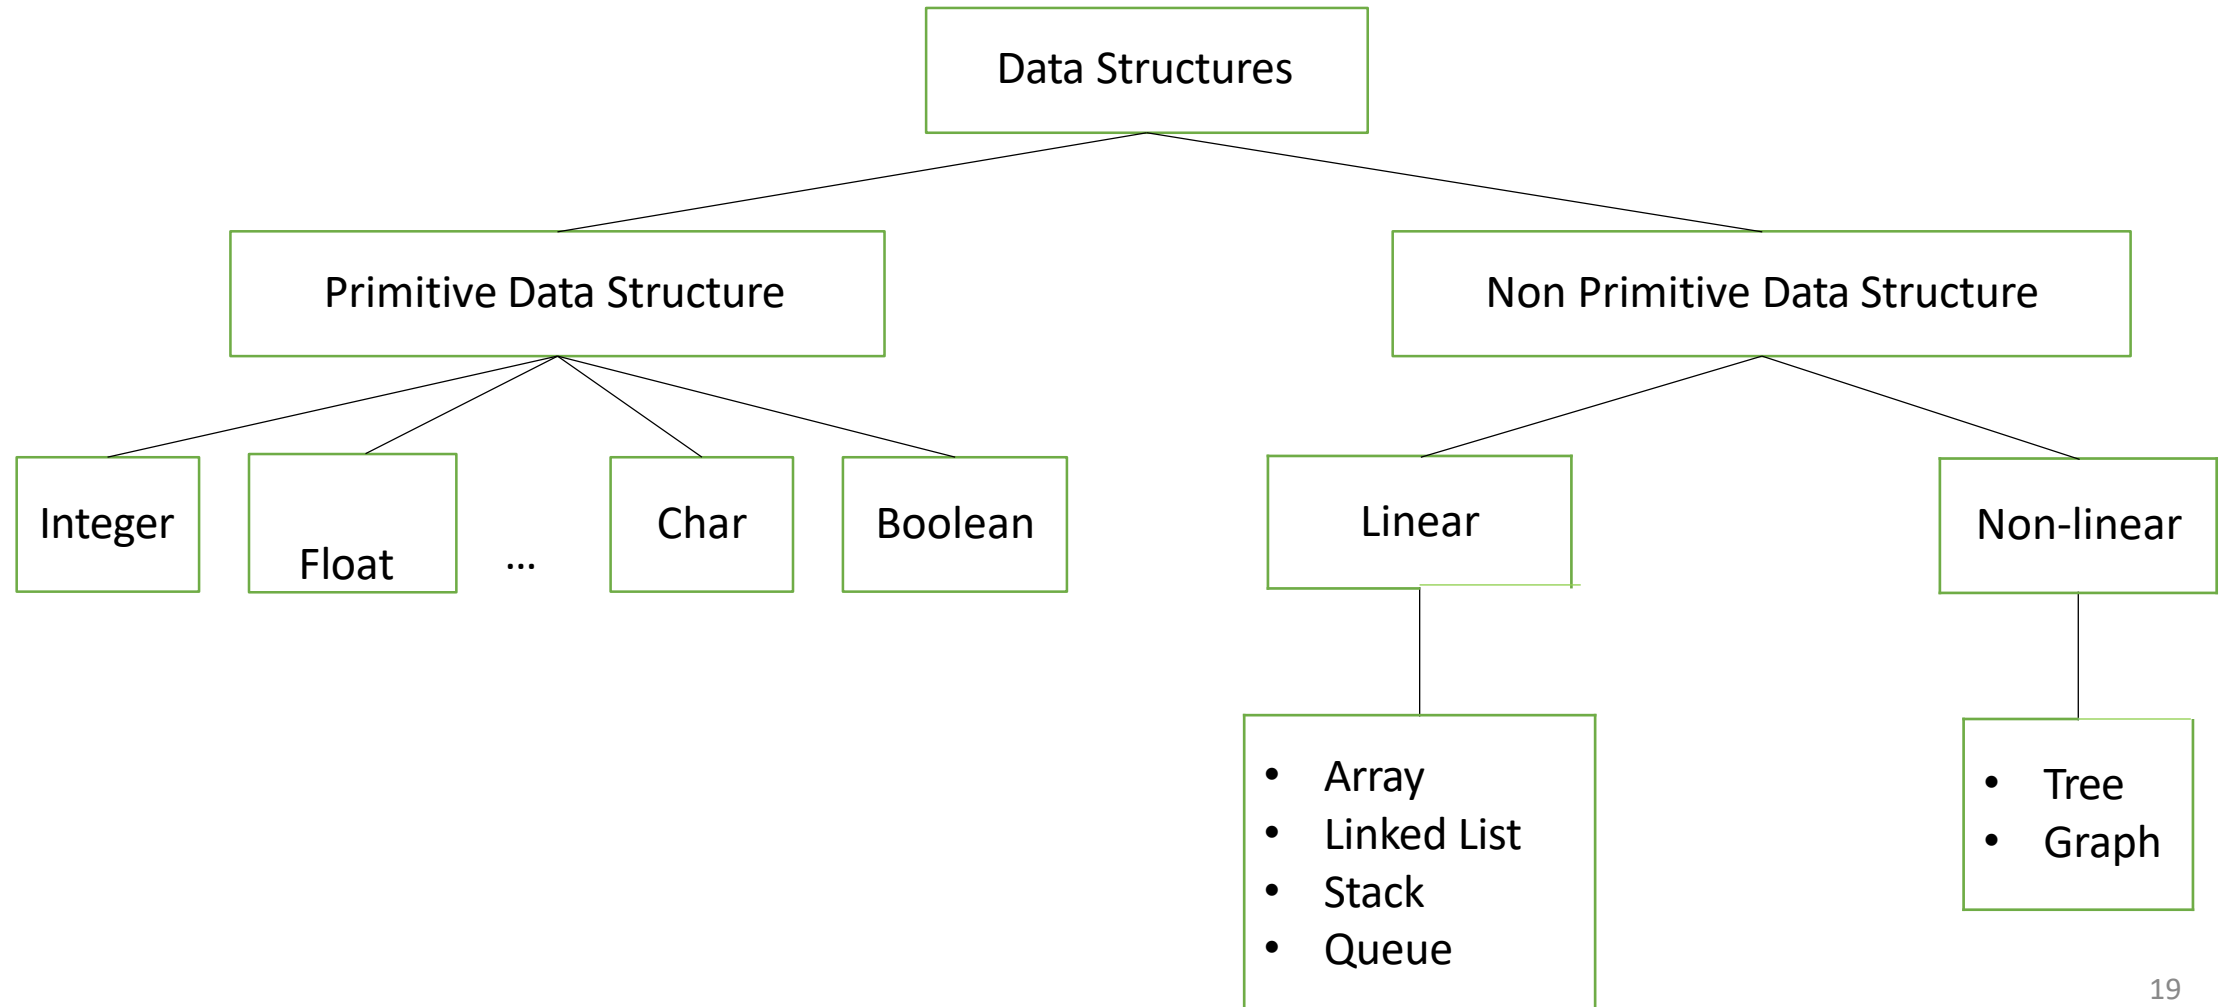 Data Structures
Primitive Data Structure
Non Primitive Data Structure
Integer
Float
...
Char
Boolean
Linear
Non-linear
• Array
• Linked List
• Stack
• Queue
• Tree
• Graph
19